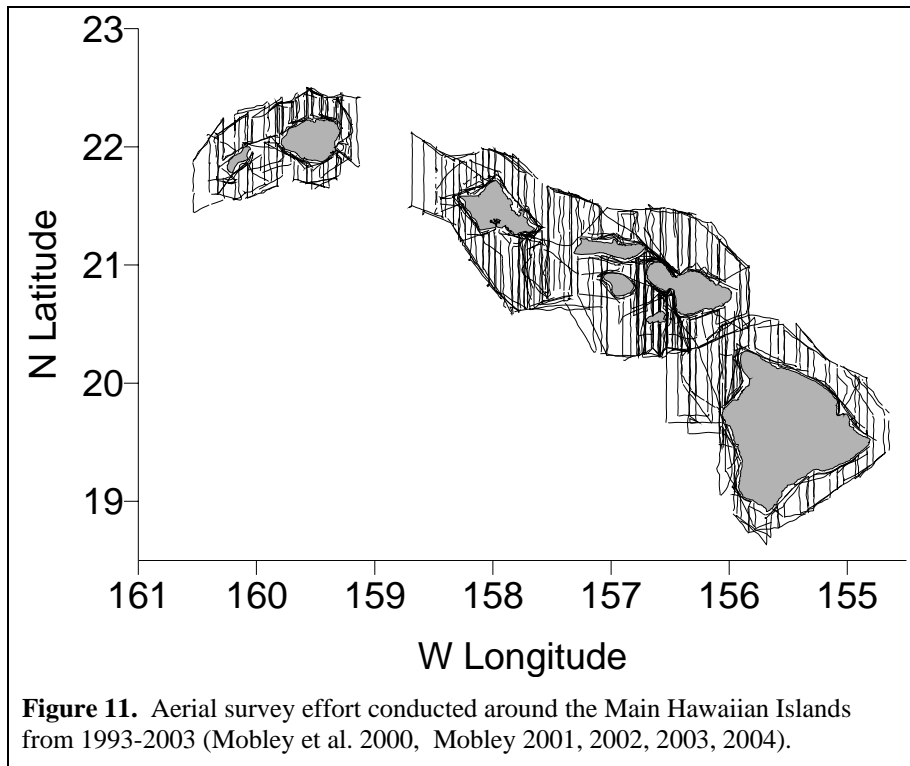 23
22
21
20
19
N Latitude
161 160 159 158 157 156 155
W Longitude
Figure 11. Aerial survey effort conducted around the Main Hawaiian Islands
from 1993-2003 (Mobley et al. 2000, Mobley 2001, 2002, 2003, 2004).